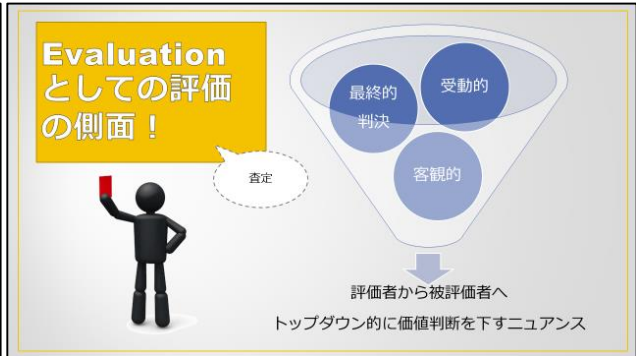 Evaluation
としての評価
の側面！
査定
最終的
判決
受動的
客観的
評価者から被評価者へ
トップダウン的に価値判断を下すニュアンス